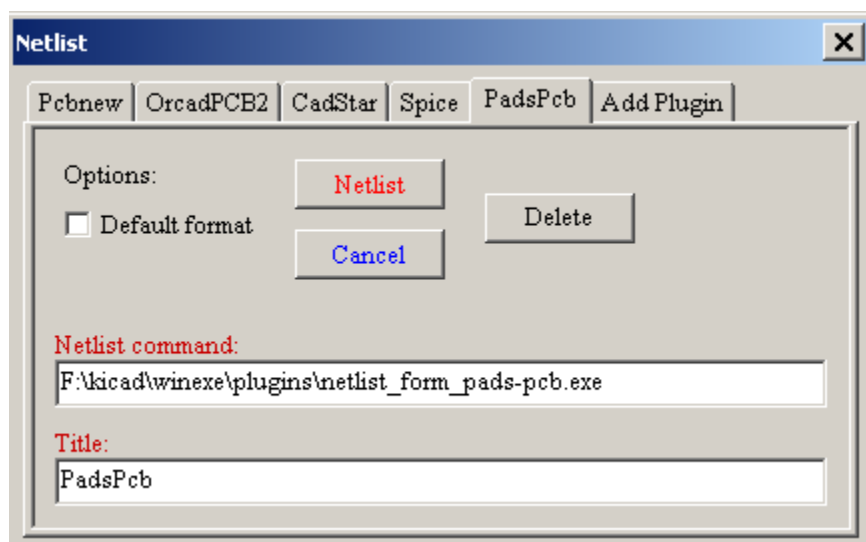 Netlist
Pcbnew OrcadPCB2 CadStar Spice PadsPcb Add Plugin
Options:
Netlist
Default format
Delete
Cancel
Netlist command:
F:\kicad\winexe\plugins\netlist_form_pads-pcb.exe
Title:
PadsPcb